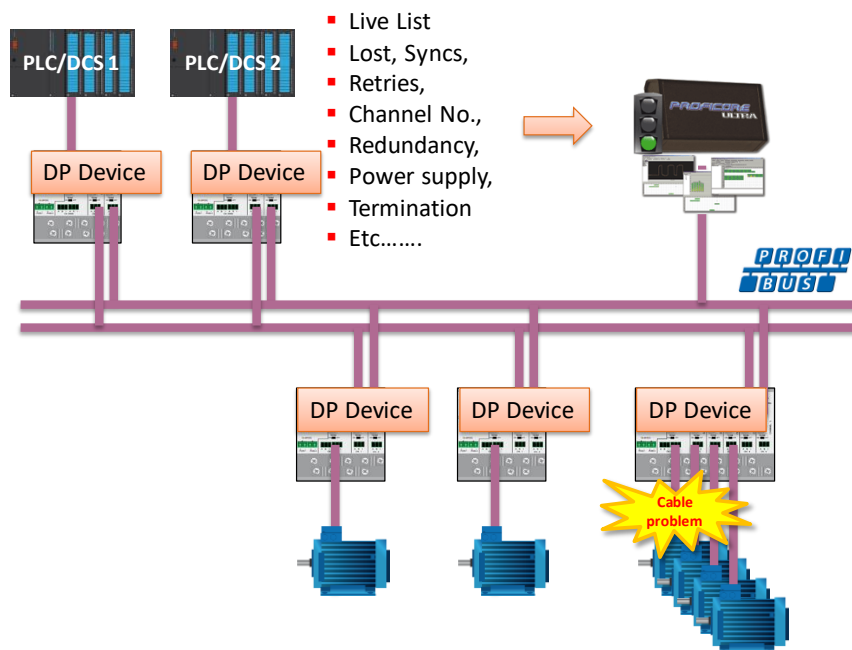 PLC/DCS 1
PLC/DCS 2
Live List
Lost, Syncs,
Retries,
Channel No.,
Redundancy,
Power supply,
Termination
Etc…….
PROFICORE
ULTRA
DP Device
DP Device
PROFI
BUS
DP Device
DP Device
DP Device
Cable
problem